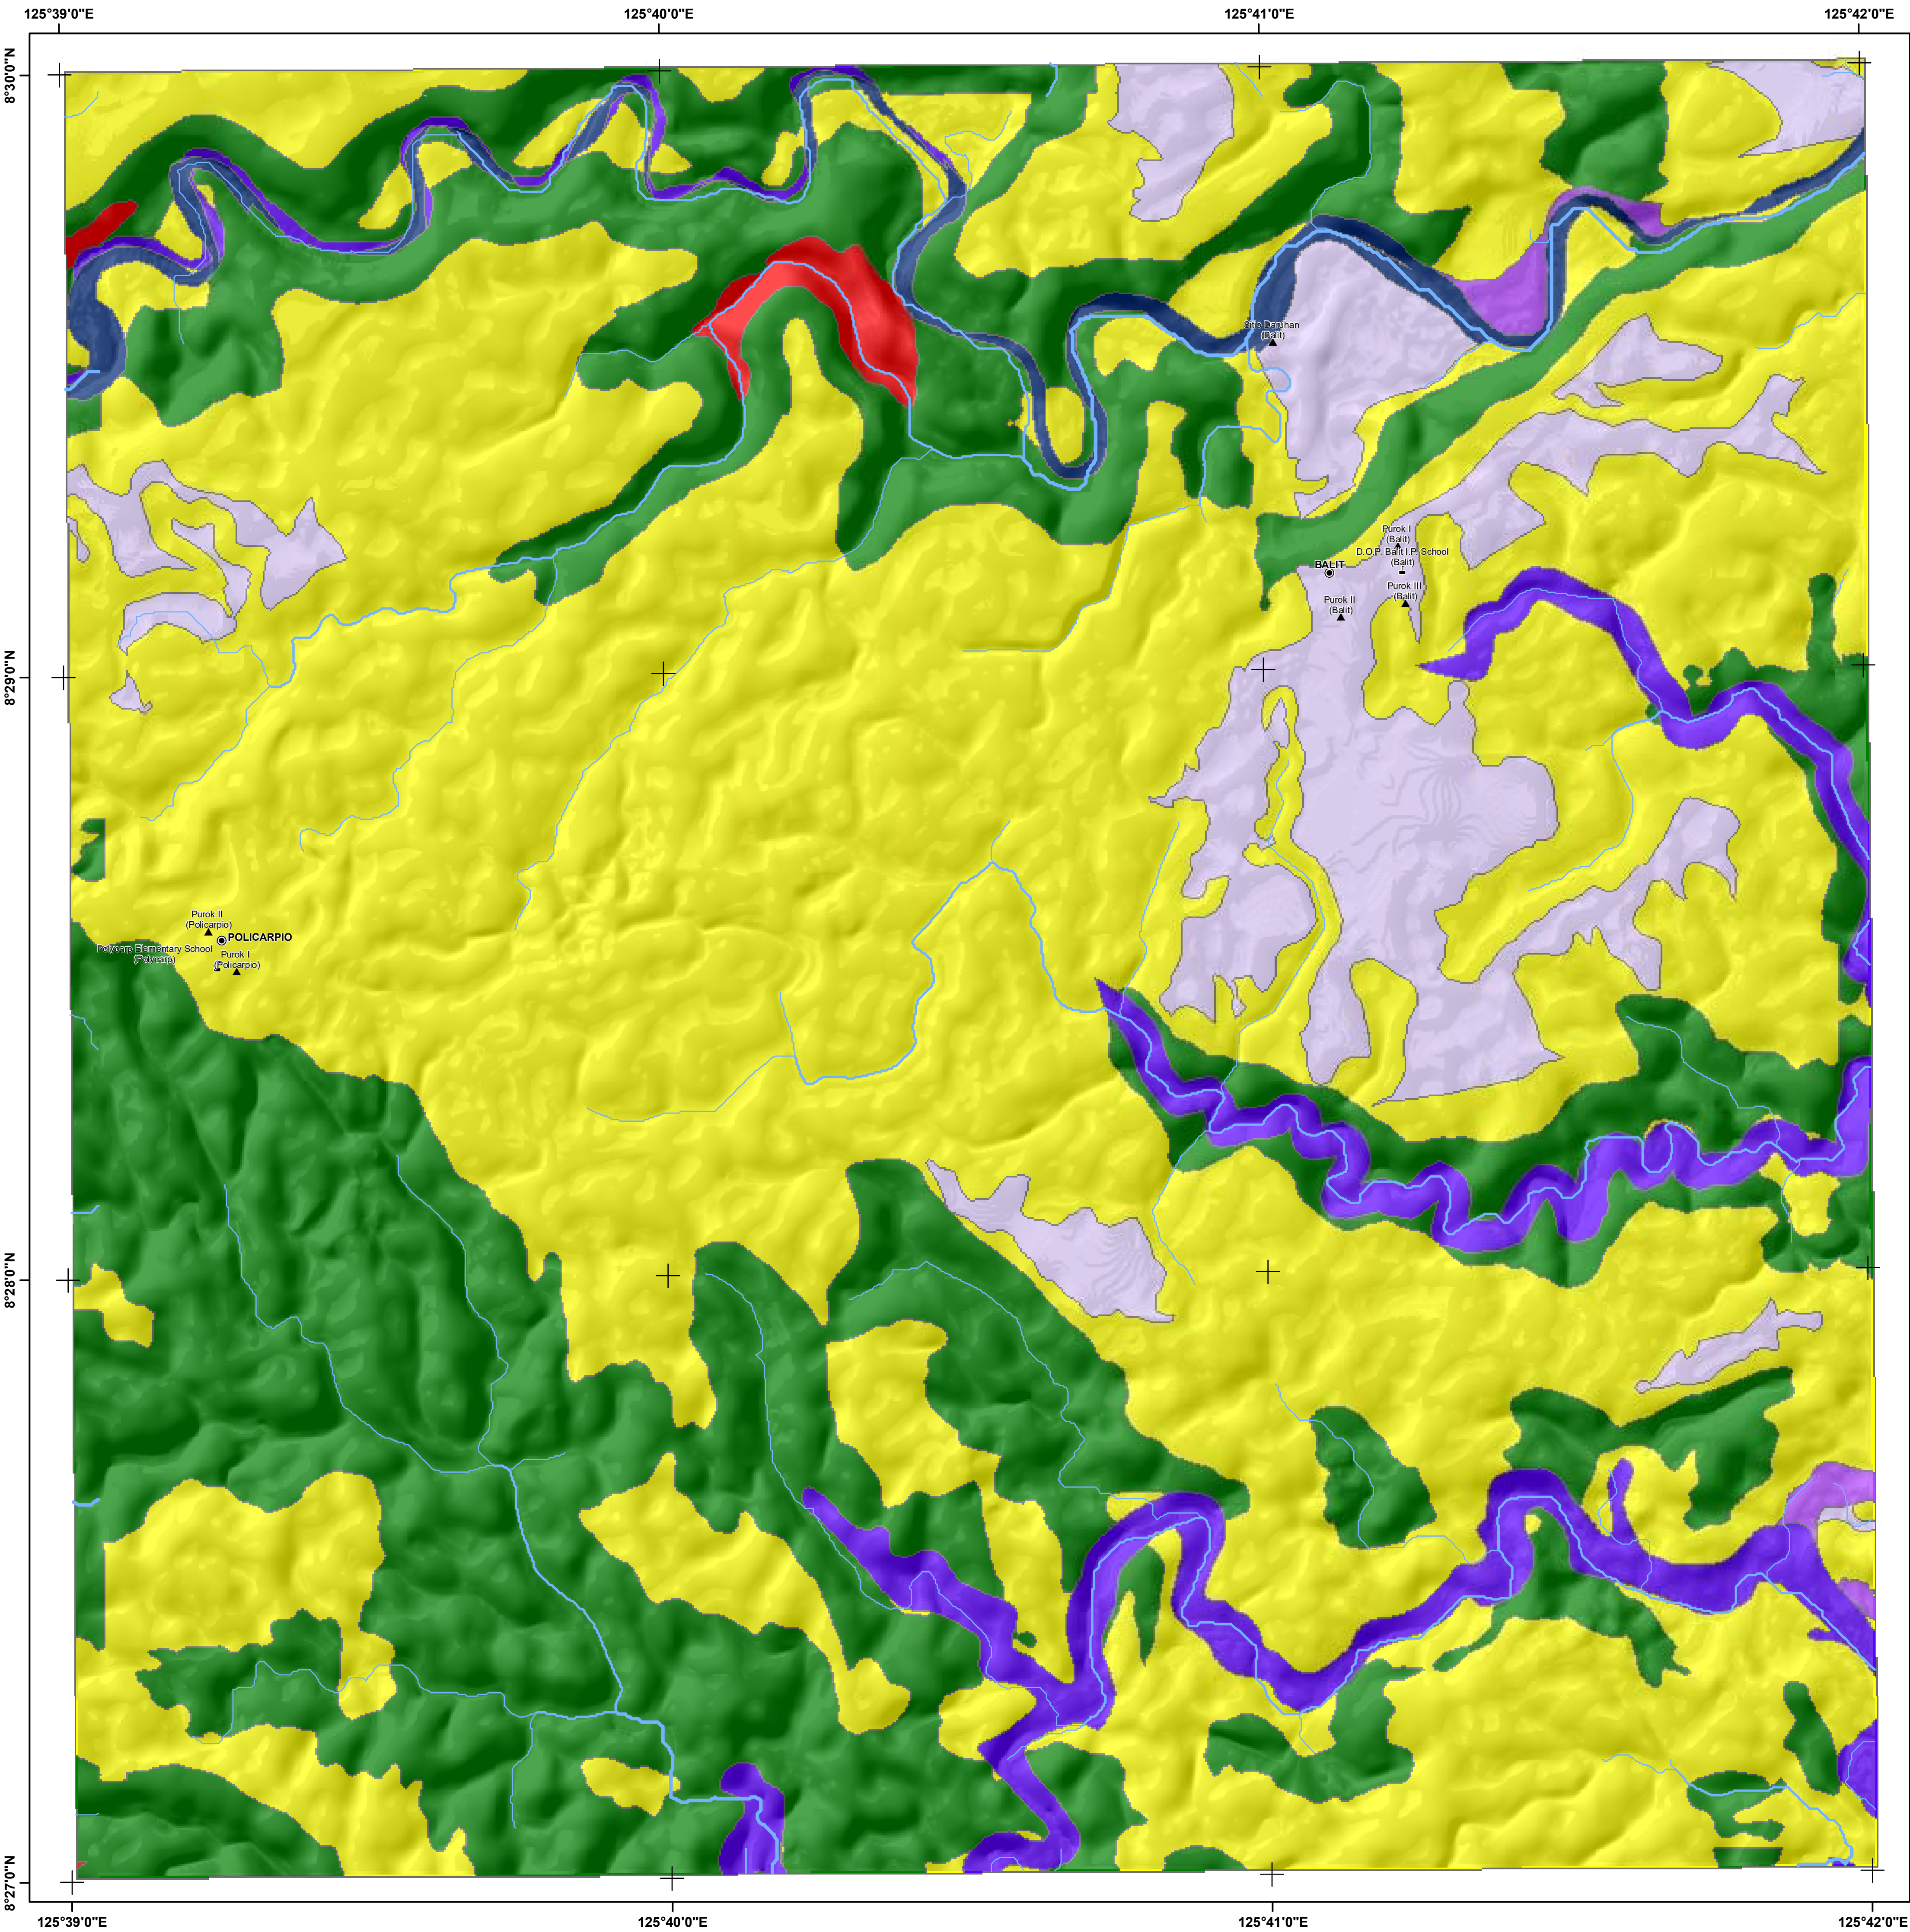 125°39'0"E
125°40'0"E
125°41'0"E
125°42'0"E
8°30'0"N
Sitio Darahan
(Balit)
Purok I
(Balit)
D.O.P. Balit I.P. School
(Balit)
BALIT
Purok III
(Balit)
Purok II
(Balit)
8°29'0"N
Purok II
(Policarpio)
POLICARPIO
Polycarp Elementary School
(Polycarp)
Purok I
(Policarpio)
8°28'0"N
8°27'0"N
125°39'0"E
125°40'0"E
125°41'0"E
125°42'0"E